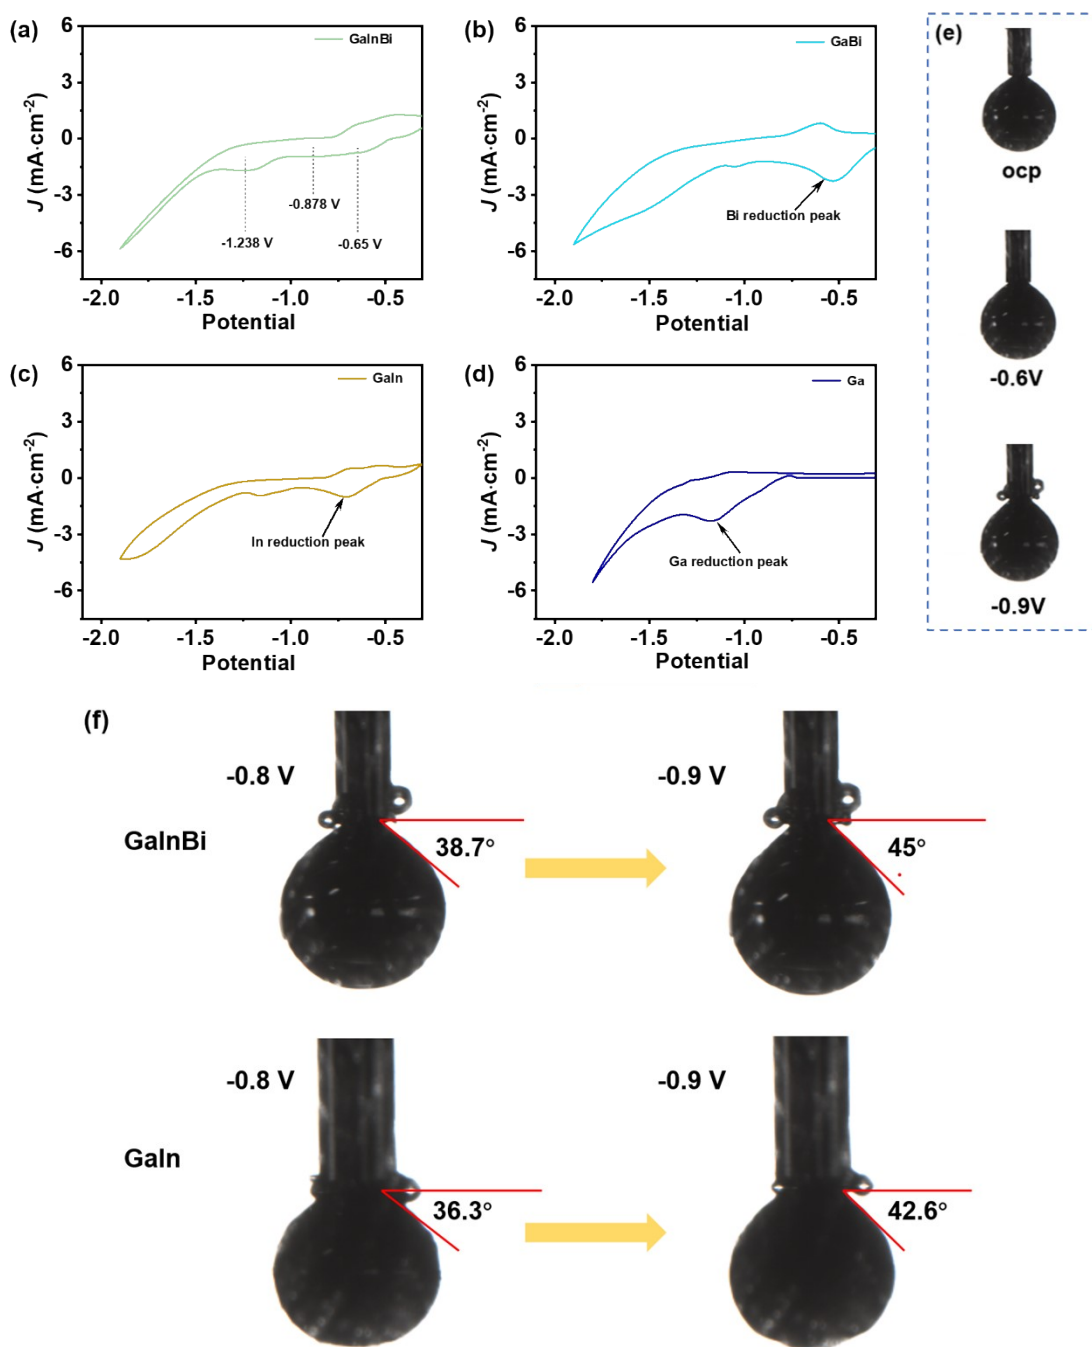 (a)
GaInBi
6
3
0
-3
-6
J (mA·cm⁻²)
-0.878 V
-1.238 V
-0.65 V
-2.0 -1.5 -1.0 -0.5
Potential
(b)
GaBi
6
3
0
-3
-6
J (mA·cm⁻²)
Bi reduction peak
-2.0 -1.5 -1.0 -0.5
Potential
(e)
ocp
-0.6V
-0.9V
(c)
GaIn
6
3
0
-3
-6
J (mA·cm⁻²)
In reduction peak
-2.0 -1.5 -1.0 -0.5
Potential
(d)
Ga
6
3
0
-3
-6
J (mA·cm⁻²)
Ga reduction peak
-2.0 -1.5 -1.0 -0.5
Potential
(f)
-0.8 V
-0.9 V
GaInBi
38.7°
45°
-0.8 V
-0.9 V
GaIn
36.3°
42.6°